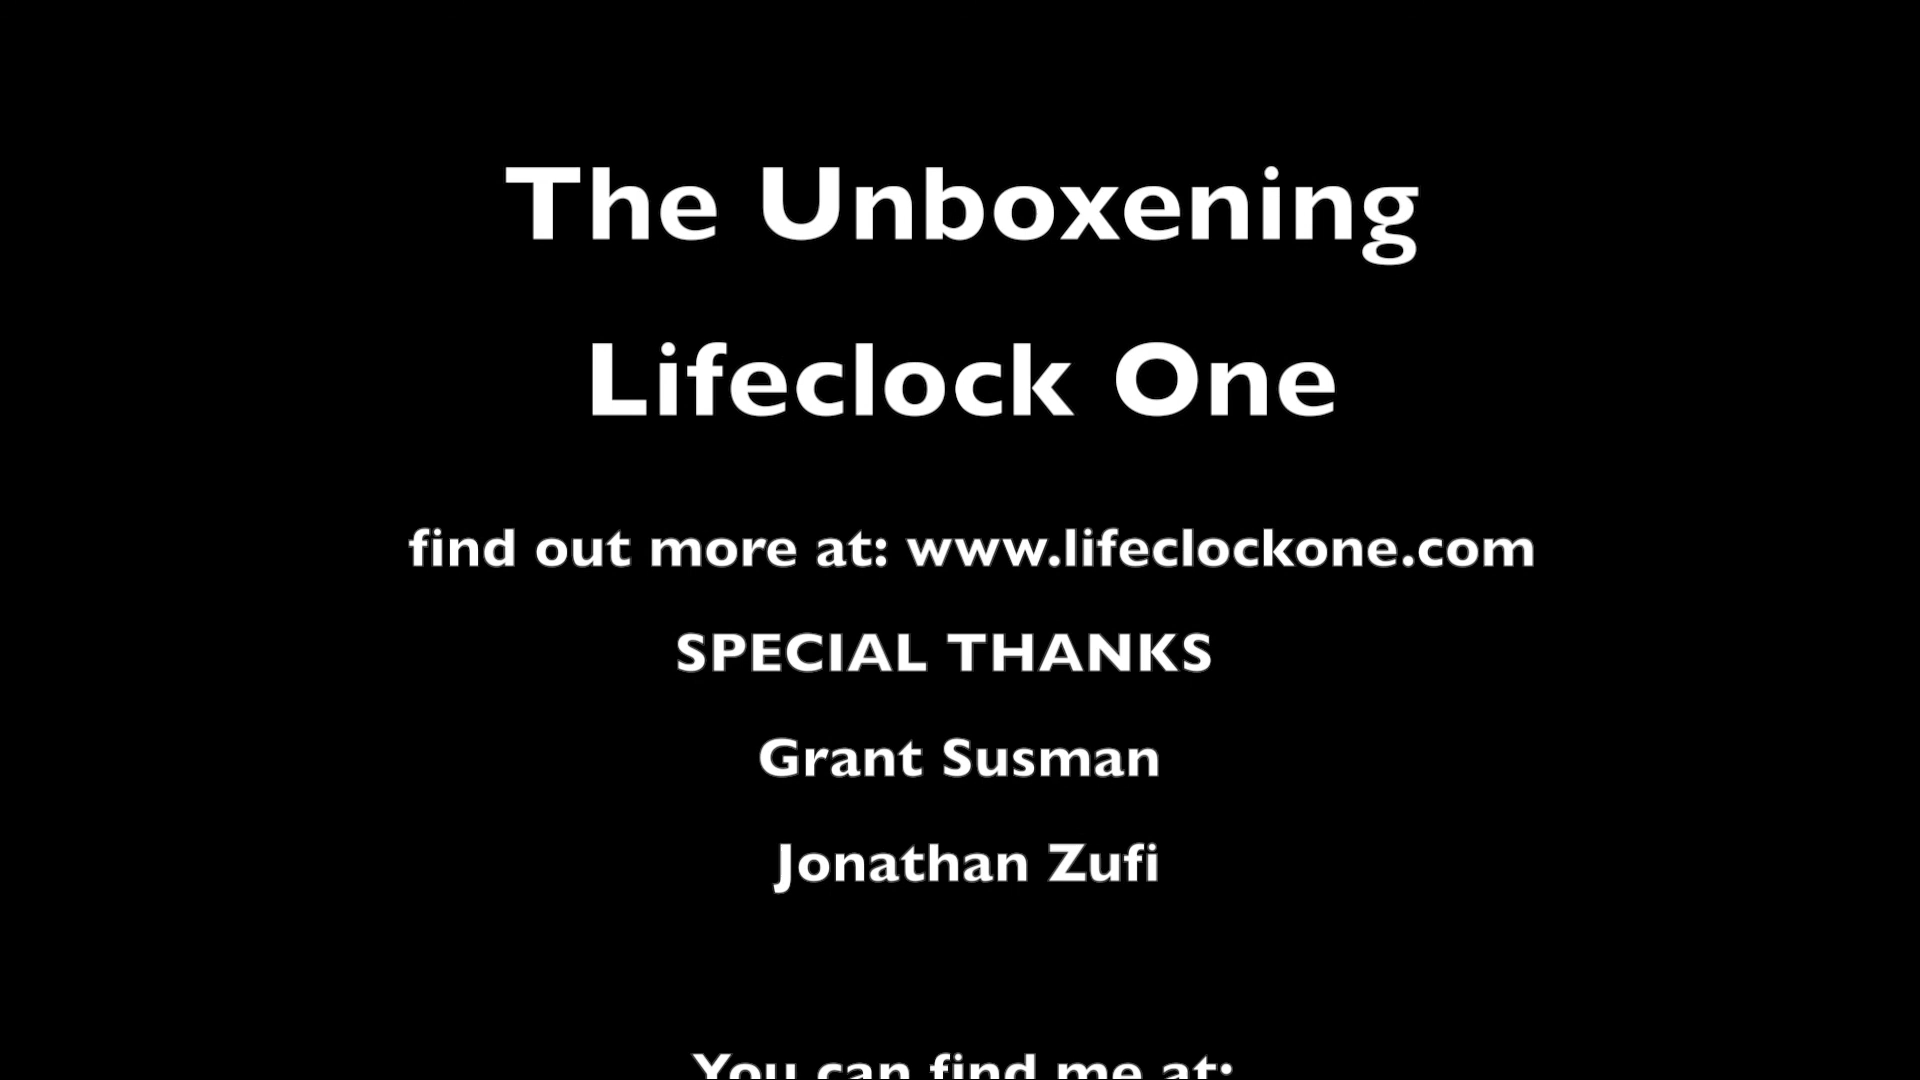 The Unboxening
Lifeclock One
find out more at: www.lifeclockone.com
SPECIAL THANKS
Grant Susman
Jonathan Zufi
You can find me at: